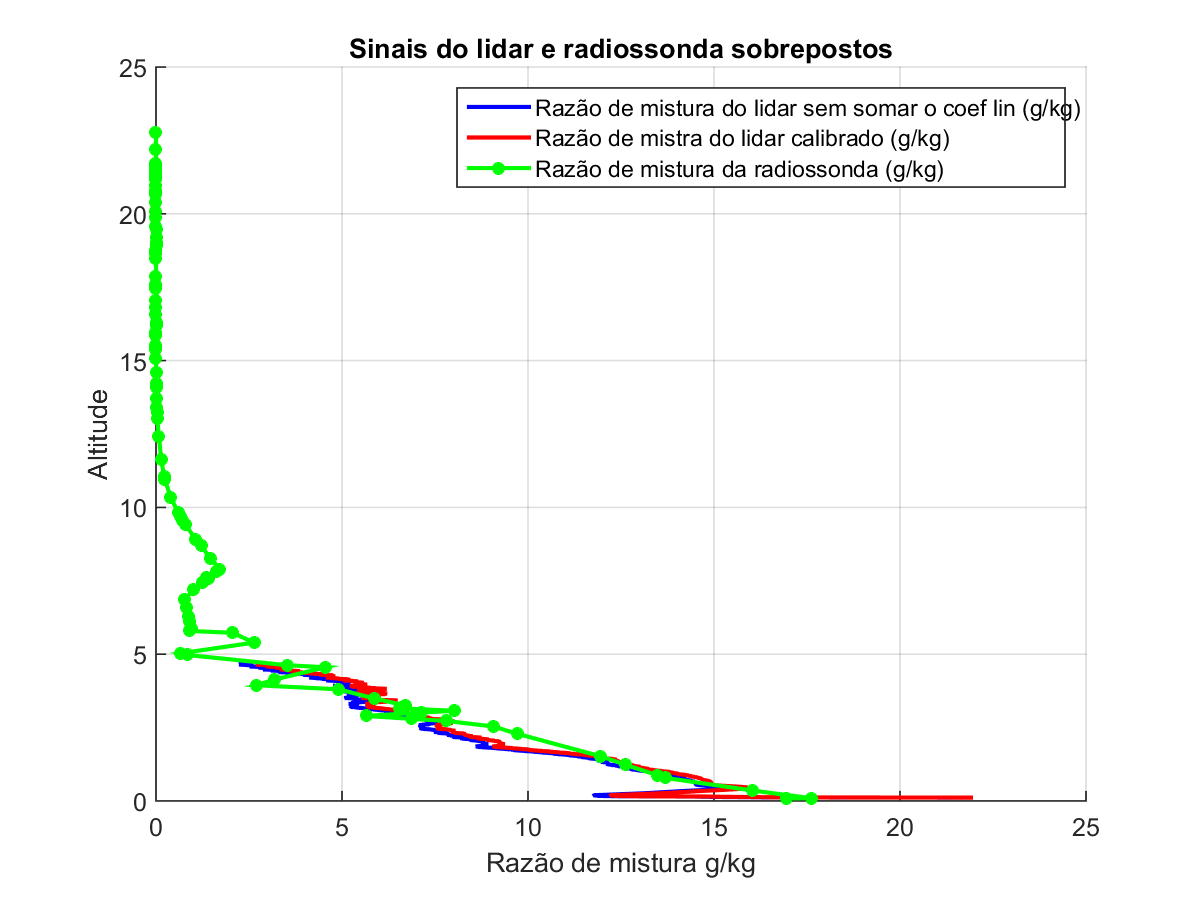 Sinais do lidar e radiossonda sobrepostos
25
Razão de mistura do lidar sem somar o coef lin (g/kg)
Razão de mistra do lidar calibrado (g/kg)
Razão de mistura da radiossonda (g/kg)
20
15
Altitude
10
5
0
0 5 10 15 20 25
Razão de mistura g/kg